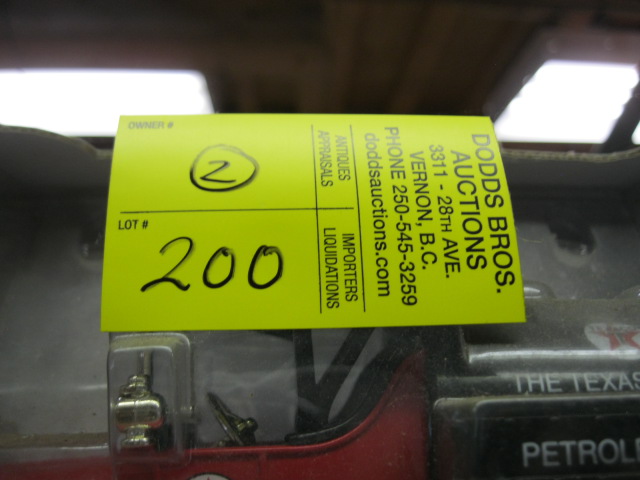 OWNER #
2
LOT #
200
ANTIQUES
APPRAISALS
IMPORTERS
LIQUIDATIONS
DODDS BROS.
AUCTIONS
3311 - 28TH AVE.
VERNON, B.C.
PHONE 250-545-3259
doddsauctions.com
THE TEXAS
PETROLE